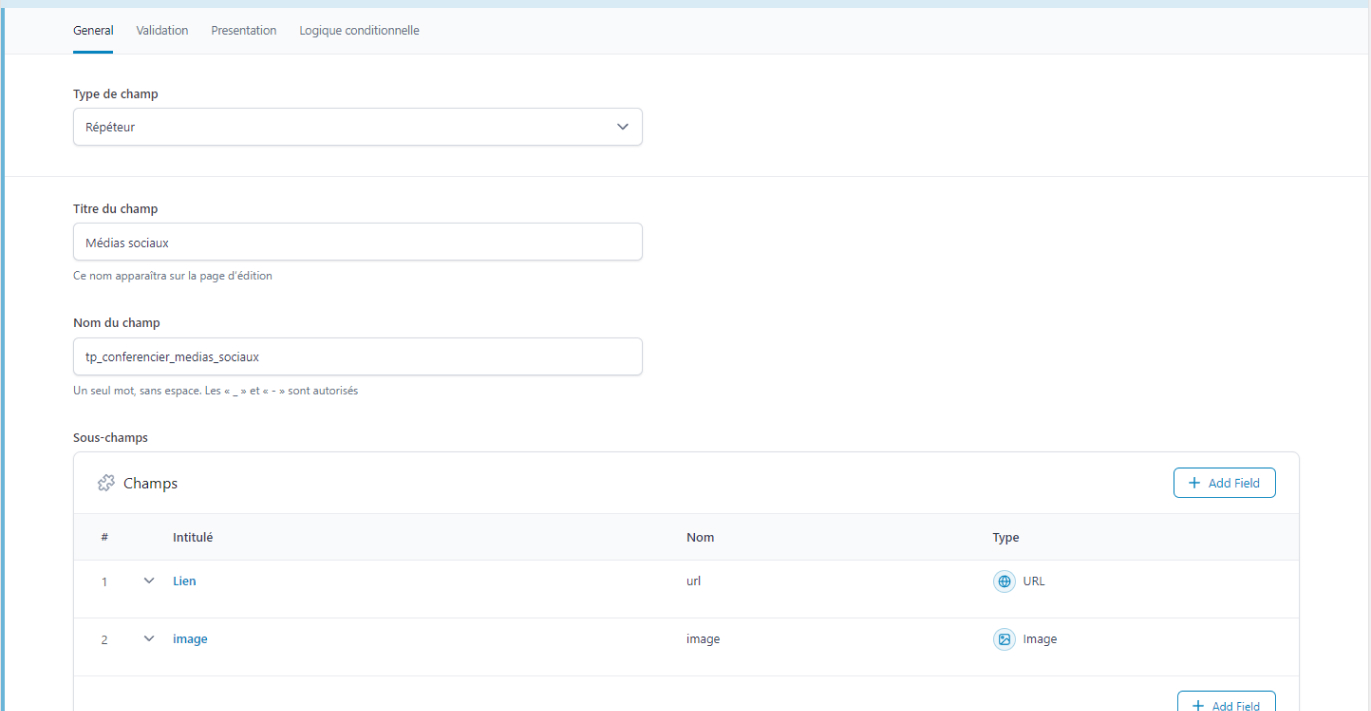 General Validation Presentation Logique conditionnelle
Type de champ
Répéteur
Titre du champ
Médias sociaux
Ce nom apparaîtra sur la page d'édition
Nom du champ
tp_conferencier_medias_sociaux
Un seul mot, sans espace. Les « _ » et « - » sont autorisés
Sous-champs
Champs + Add Field
# Intitulé Nom Type
1 Lien url URL
2 image image Image
+ Add Field